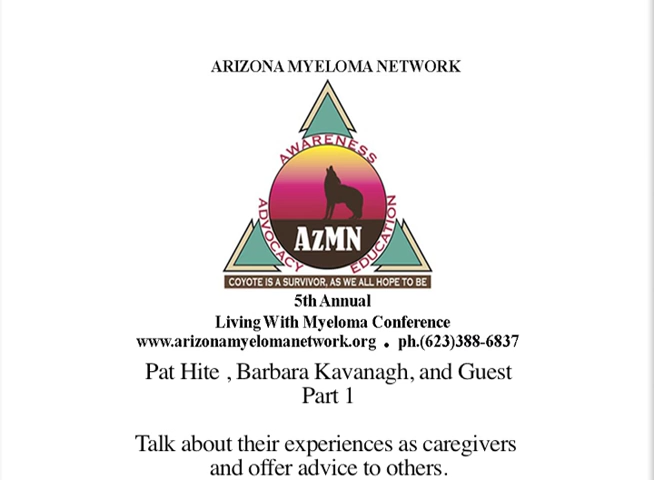 ARIZONA MYELOMA NETWORK
AWARENESS
ADVOCACY
EDUCATION
AzMN
COYOTE IS A SURVIVOR, AS WE ALL HOPE TO BE
5th Annual
Living With Myeloma Conference
www.arizonamyelomanetwork.org • ph.(623)388-6837
Pat Hite , Barbara Kavanagh, and Guest
Part 1
Talk about their experiences as caregivers
and offer advice to others.